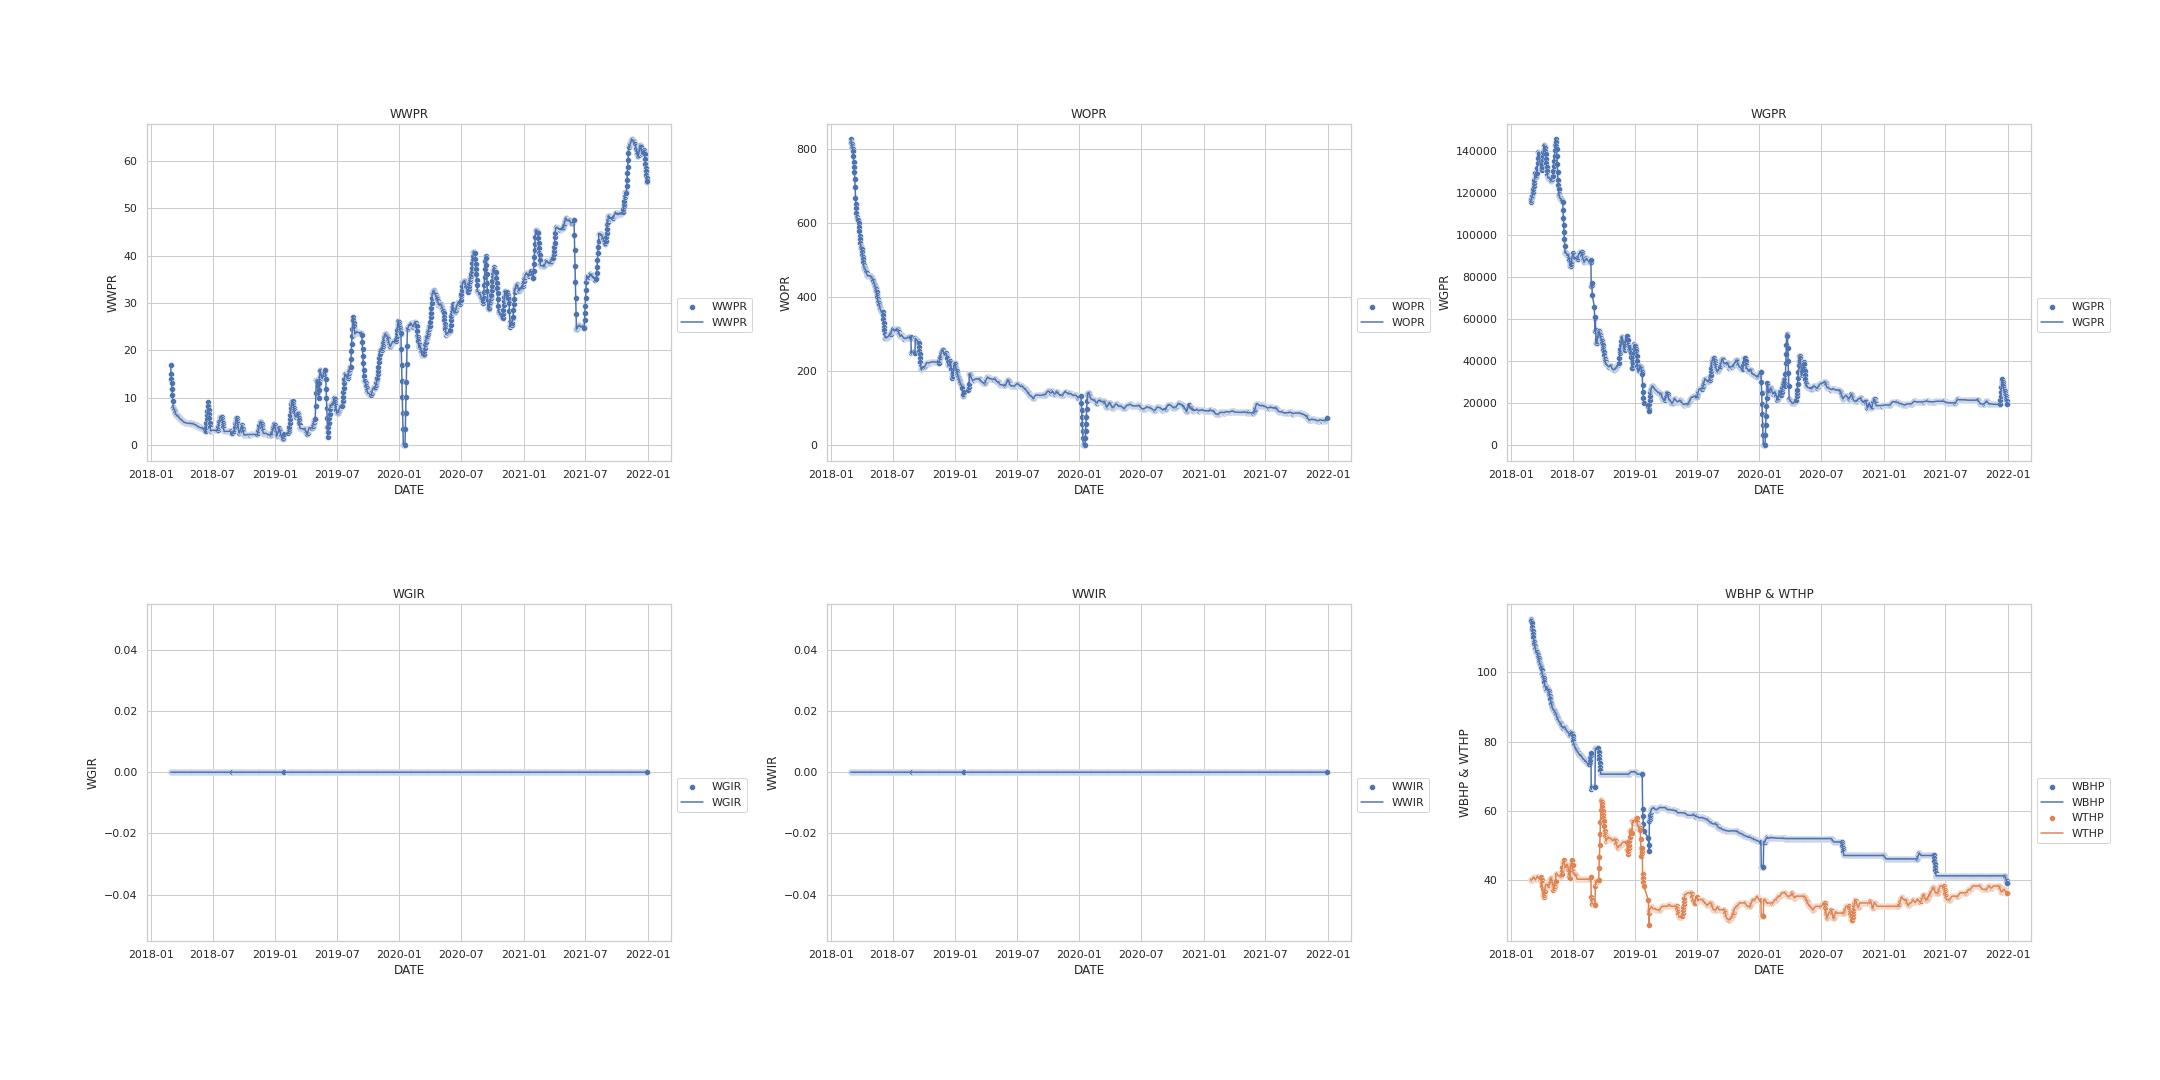 WWPR
WWPR
60
50
40
30
20
10
0
2018-01 2018-07 2019-01 2019-07 2020-01 2020-07 2021-01 2021-07 2022-01
DATE
WWPR
WWPR
WOPR
WOPR
800
600
400
200
0
2018-01 2018-07 2019-01 2019-07 2020-01 2020-07 2021-01 2021-07 2022-01
DATE
WOPR
WOPR
WGPR
WGPR
140000
120000
100000
80000
60000
40000
20000
0
2018-01 2018-07 2019-01 2019-07 2020-01 2020-07 2021-01 2021-07 2022-01
DATE
WGPR
WGPR
WGIR
WGIR
0.04
0.02
0.00
−0.02
−0.04
2018-01 2018-07 2019-01 2019-07 2020-01 2020-07 2021-01 2021-07 2022-01
DATE
WGIR
WGIR
WWIR
WWIR
0.04
0.02
0.00
−0.02
−0.04
2018-01 2018-07 2019-01 2019-07 2020-01 2020-07 2021-01 2021-07 2022-01
DATE
WWIR
WWIR
WBHP & WTHP
WBHP & WTHP
100
80
60
40
2018-01 2018-07 2019-01 2019-07 2020-01 2020-07 2021-01 2021-07 2022-01
DATE
WBHP
WBHP
WTHP
WTHP